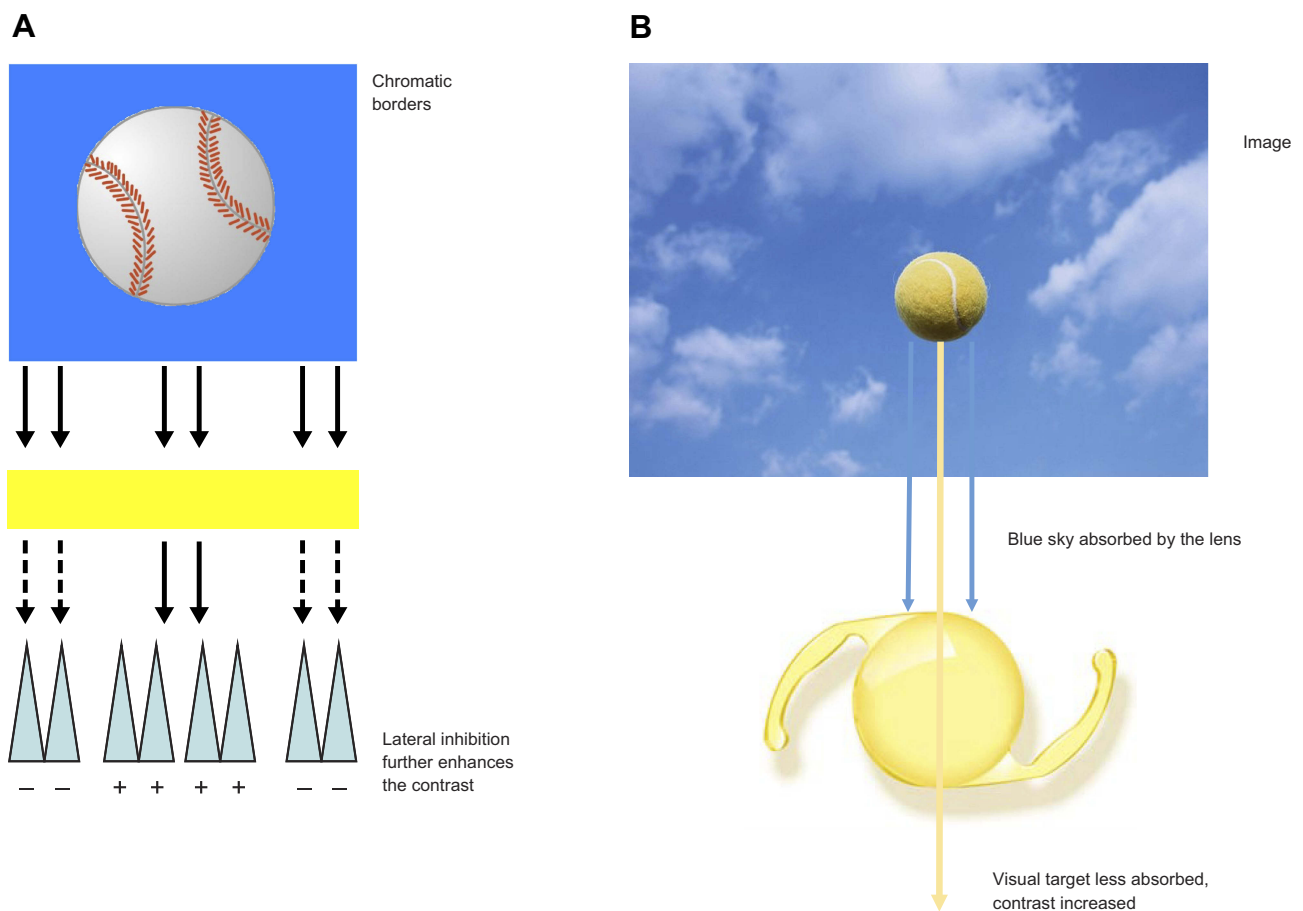 A
B
Chromatic
borders
Image
Blue sky absorbed by the lens
Lateral inhibition
further enhances
the contrast
– – + + + + – –
Visual target less absorbed,
contrast increased